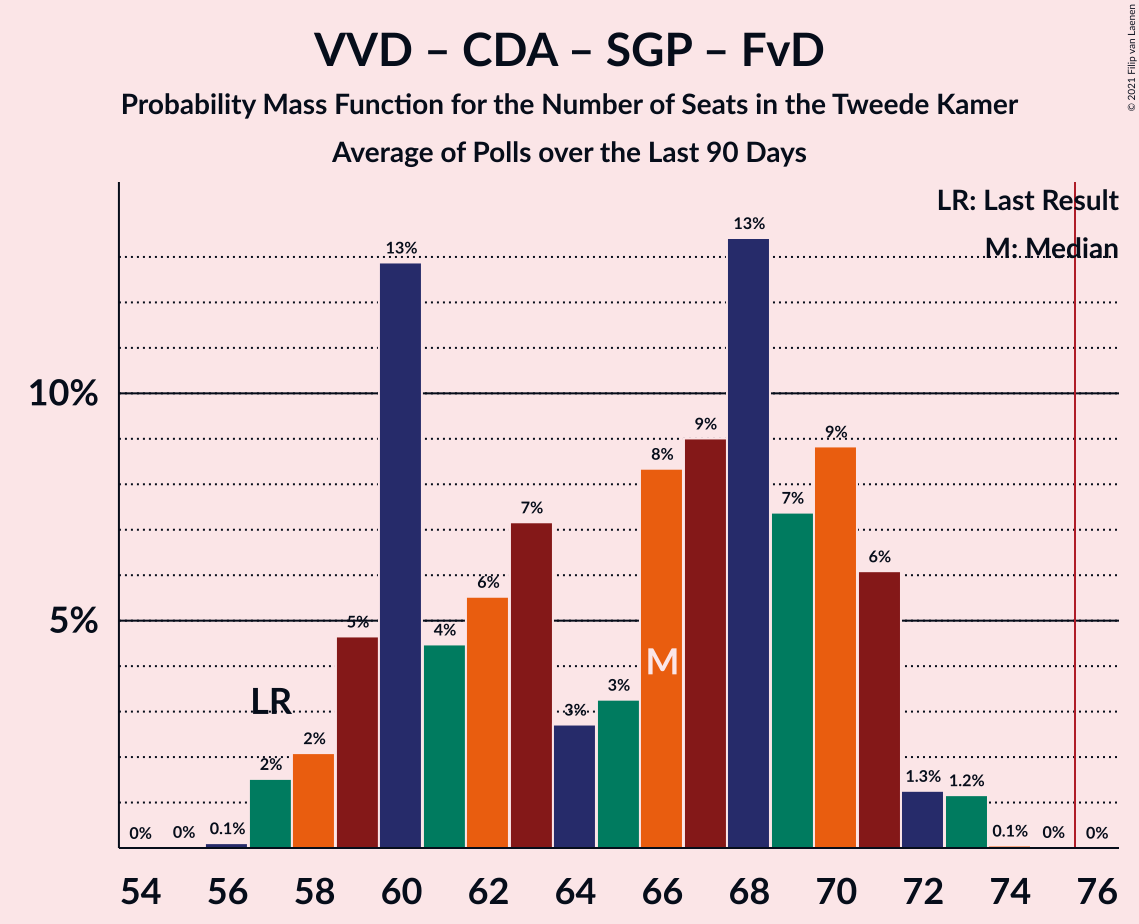 VVD – CDA – SGP – FvD
Probability Mass Function for the Number of Seats in the Tweede Kamer
Average of Polls over the Last 90 Days
© 2021 Filip van Laenen
LR: Last Result
M: Median
10%
5%
0%
0%
0.1%
2%
2%
5%
13%
4%
6%
7%
3%
3%
8%
9%
13%
7%
9%
6%
1.3%
1.2%
0.1%
0%
0%
LR
M
54 56 58 60 62 64 66 68 70 72 74 76